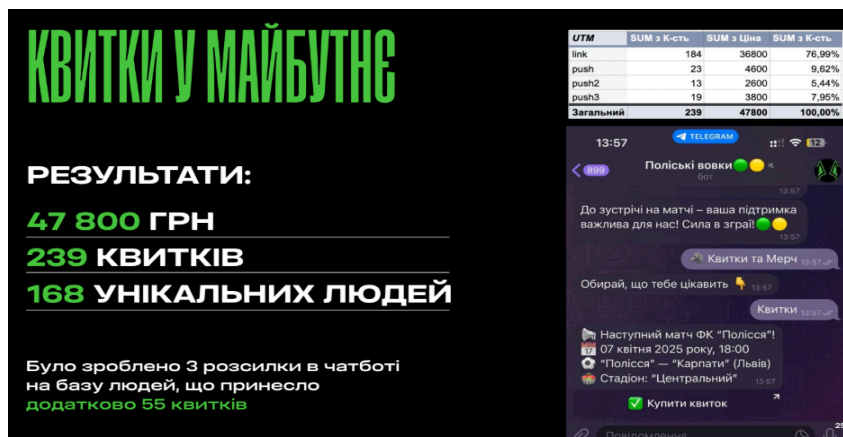 КВИТКИ У МАЙБУТНЄ
РЕЗУЛЬТАТИ:
47 800 ГРН
239 КВИТКІВ
168 УНІКАЛЬНИХ ЛЮДЕЙ
Було зроблено 3 розсилки в чатботі
на базу людей, що принесло
додатково 55 квитків
UTM SUM з К-сть SUM з Ціна SUM з К-сть
link 184 36800 76,99%
push 23 4600 9,62%
push2 13 2600 5,44%
push3 19 3800 7,95%
Загальний 239 47800 100,00%
13:57 TELEGRAM 12
899 Поліські вовки🟢🟡
бот
13:57
До зустрічі на матчі – ваша підтримка
важлива для нас! Сила в зграї!🟢🟡
13:57
Квитки та Мерч 13:57
Обирай, що тебе цікавить 👇 13:57
Квитки 13:57
Наступний матч ФК "Полісся"!
📅 07 квітня 2025 року, 18:00
⚽ "Полісся" — "Карпати" (Львів)
🏟 Стадіон: "Центральний" 13:57
✅ Купити квиток
Повідомлення